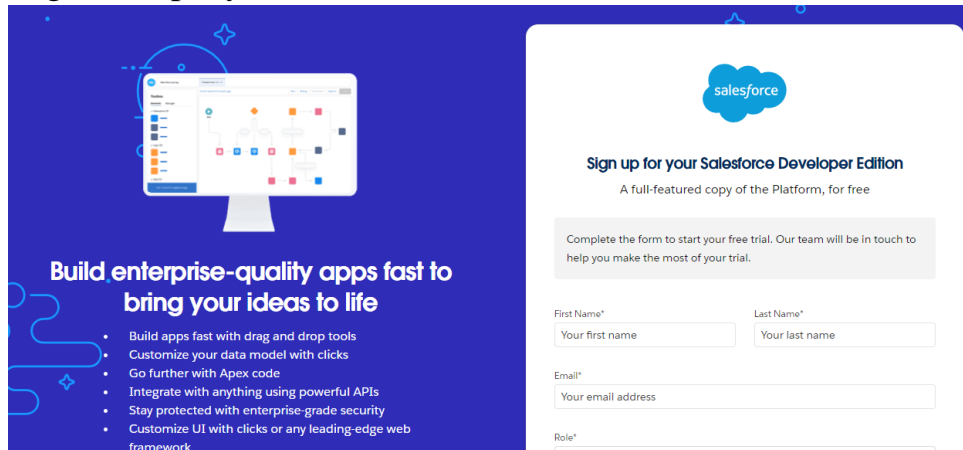 Build enterprise-quality apps fast to
bring your ideas to life
Build apps fast with drag and drop tools
Customize your data model with clicks
Go further with Apex code
Integrate with anything using powerful APIs
Stay protected with enterprise-grade security
Customize UI with clicks or any leading-edge web
framework
salesforce
Sign up for your Salesforce Developer Edition
A full-featured copy of the Platform, for free
Complete the form to start your free trial. Our team will be in touch to
help you make the most of your trial.
First Name* Last Name*
Your first name Your last name
Email*
Your email address
Role*